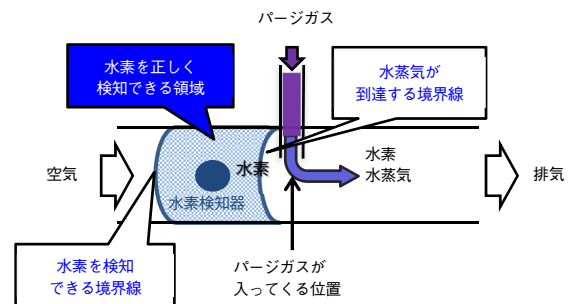 パージガス
水素を正しく
検知できる領域
水蒸気が
到達する境界線
空気
水素
水素検知器
水素
水蒸気
排気
水素を検知
できる境界線
パージガスが
入ってくる位置